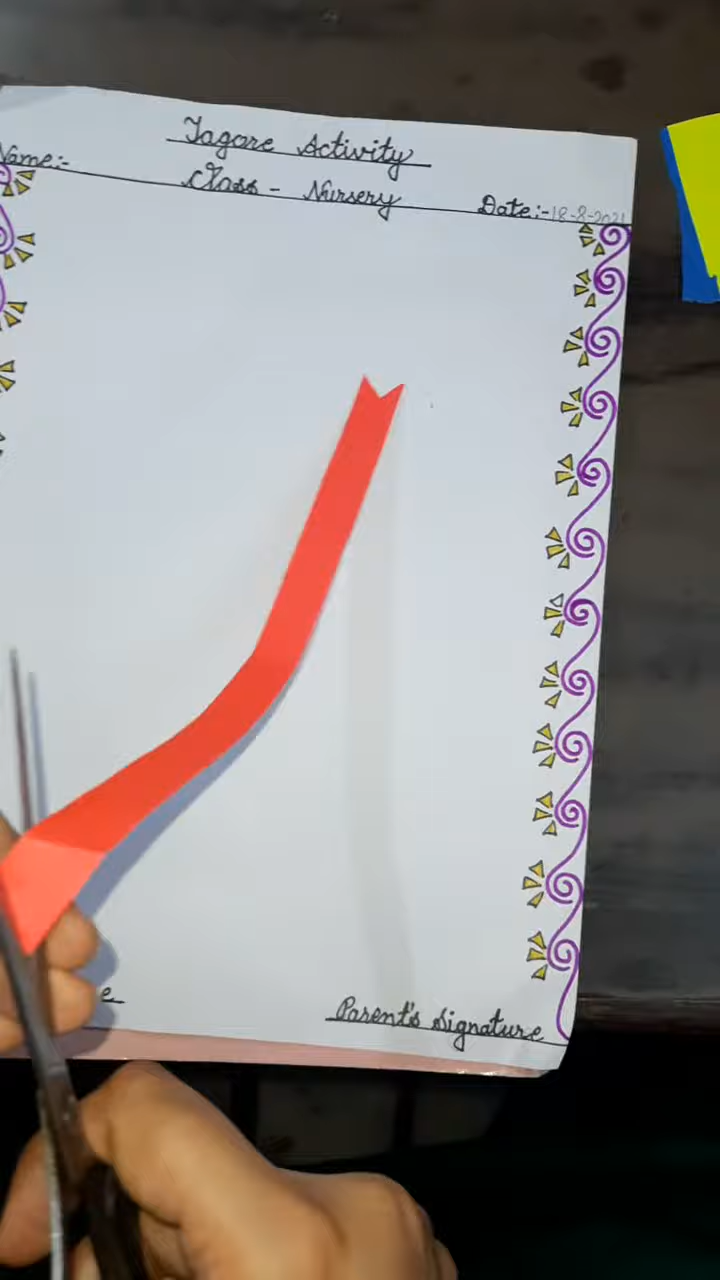 Tagore Activity
Name:-
Class - Nursery
Date:-18-8-2021
e
Parent's Signature